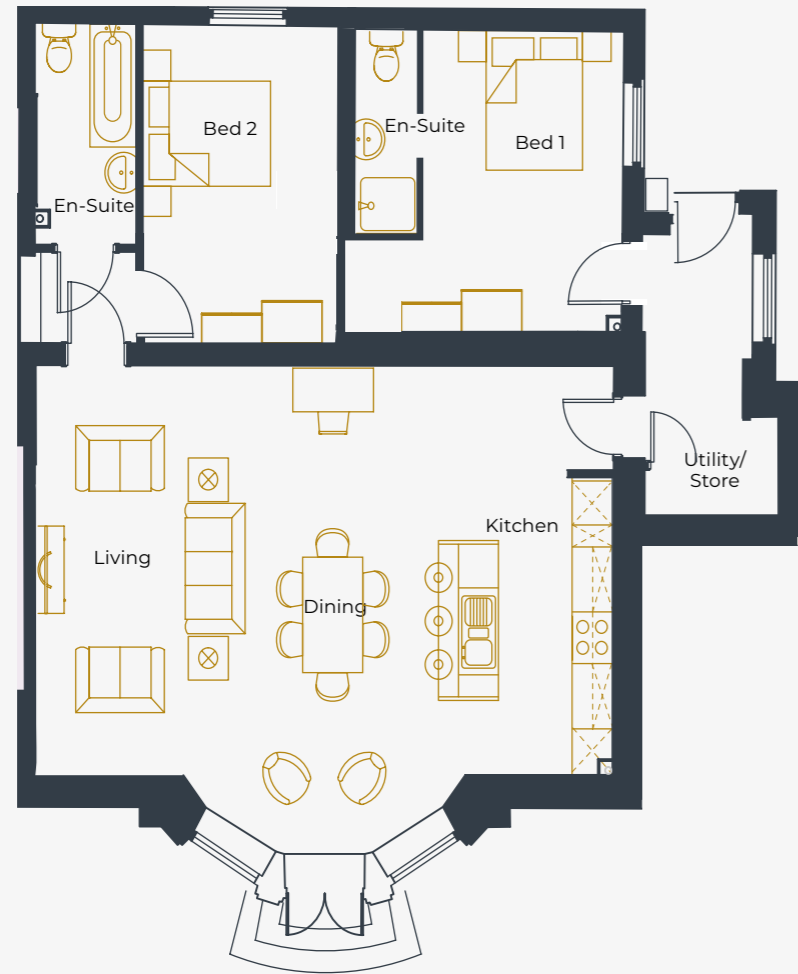 Bed 2
En-Suite
Bed 1
En-Suite
Utility/
Store
Kitchen
Living
Dining